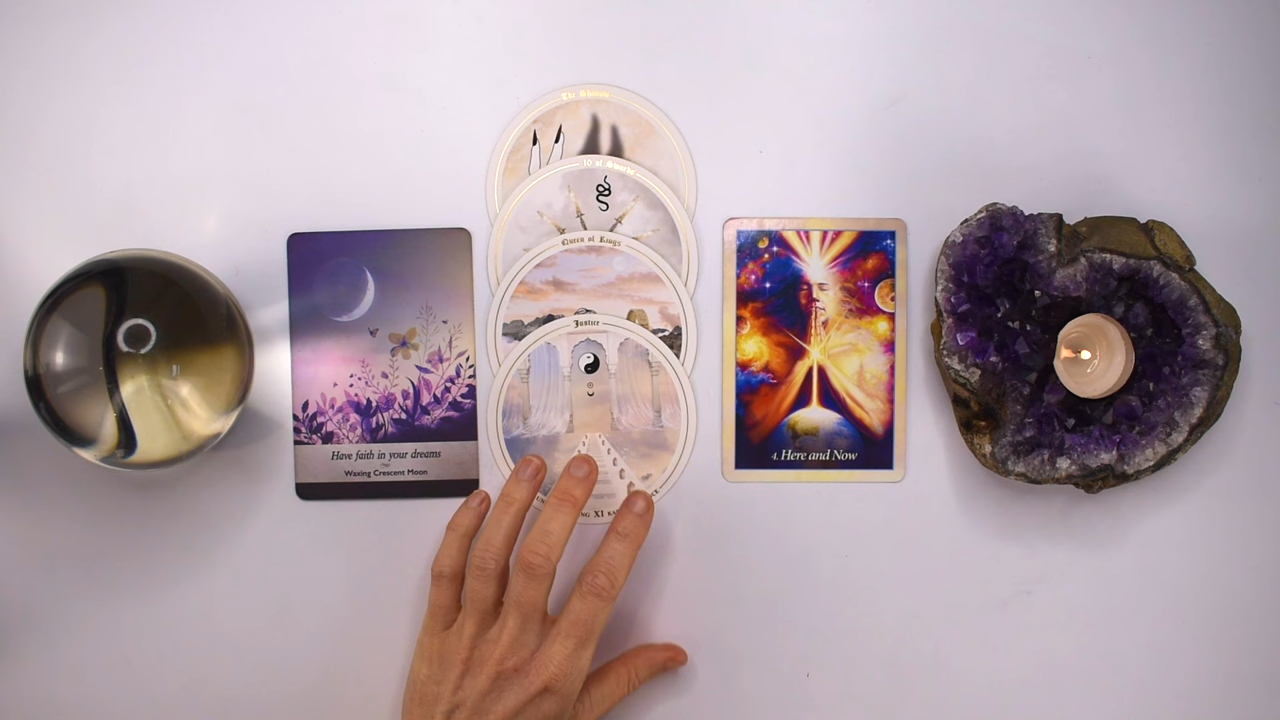 The Shadow
10 of Swords
Queen of Rings
Justice
XI
Have faith in your dreams
Waxing Crescent Moon
4. Here and Now